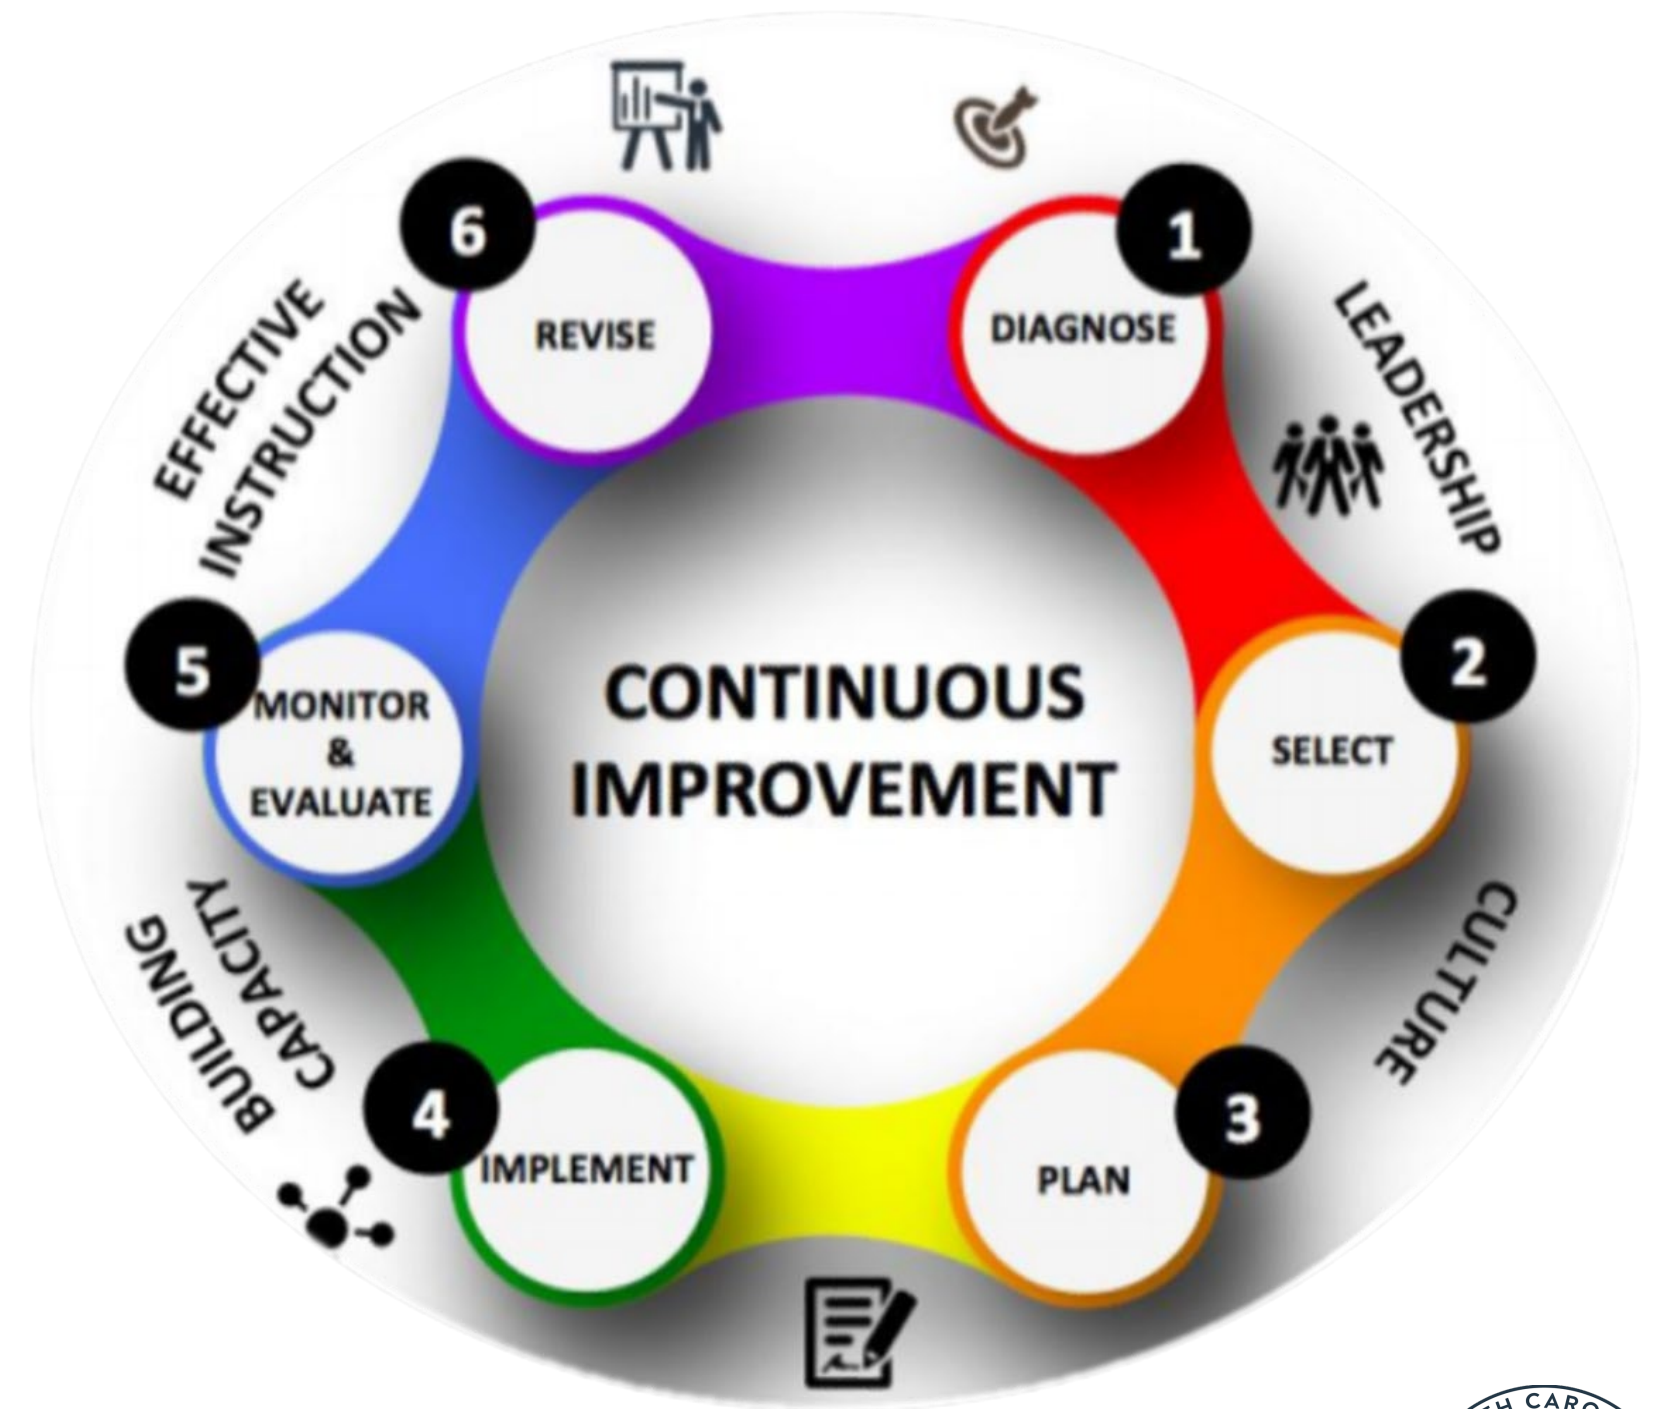 CONTINUOUS
IMPROVEMENT
1
DIAGNOSE
2
SELECT
3
PLAN
4
IMPLEMENT
5
MONITOR
&
EVALUATE
6
REVISE
LEADERSHIP
CULTURE
BUILDING
CAPACITY
EFFECTIVE
INSTRUCTION